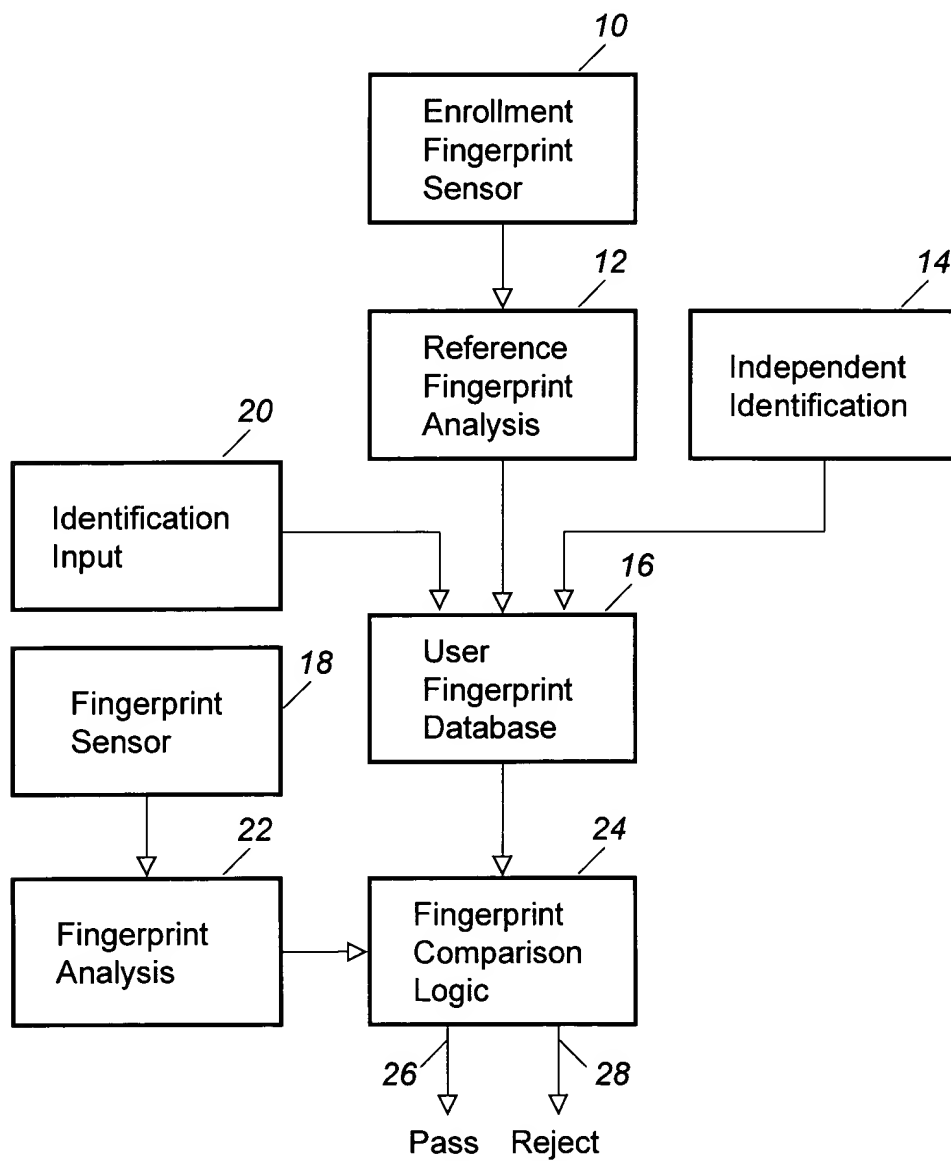 10
Enrollment
Fingerprint
Sensor
12
Reference
Fingerprint
Analysis
14
Independent
Identification
20
Identification
Input
16
User
Fingerprint
Database
18
Fingerprint
Sensor
22
Fingerprint
Analysis
24
Fingerprint
Comparison
Logic
26
28
Pass
Reject